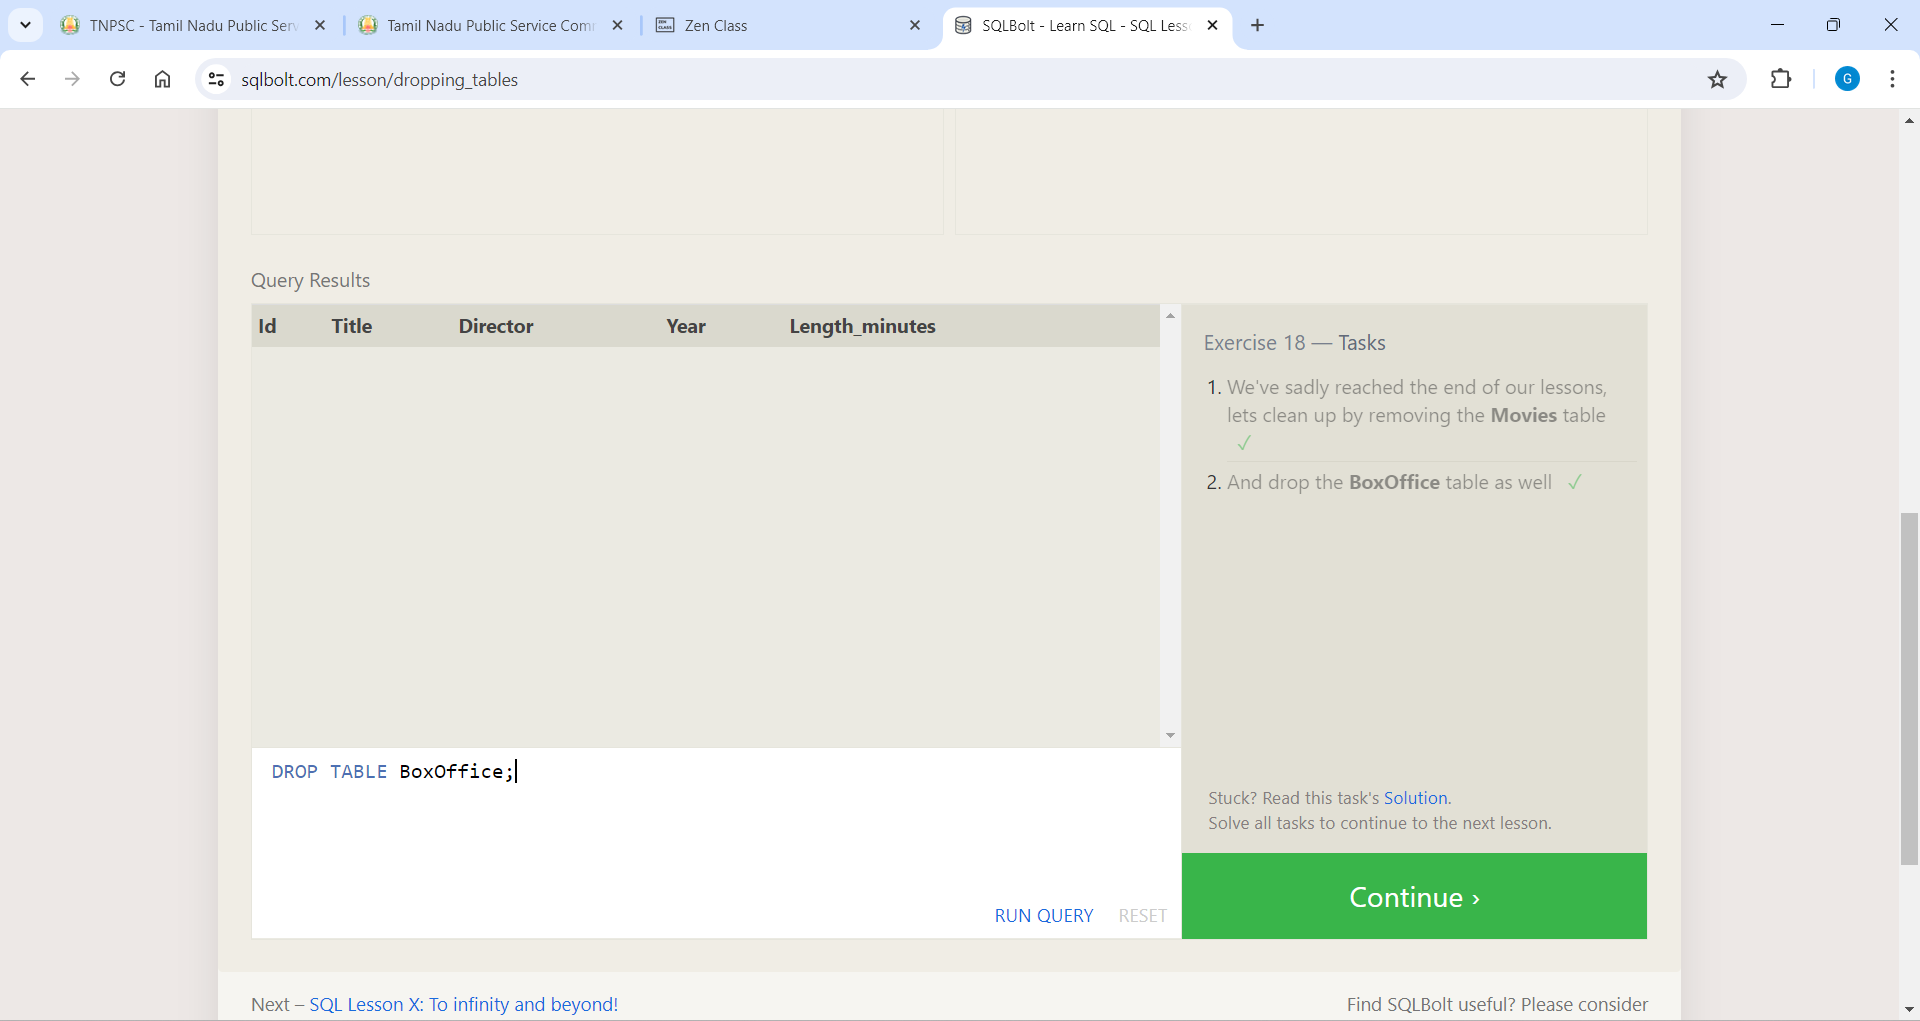 TNPSC - Tamil Nadu Public Serv
Tamil Nadu Public Service Com
Zen Class
SQLBolt - Learn SQL - SQL Less
sqlbolt.com/lesson/dropping_tables
G
Query Results
Id Title Director Year Length_minutes
Exercise 18 — Tasks
1. We've sadly reached the end of our lessons,
lets clean up by removing the Movies table
✓
2. And drop the BoxOffice table as well ✓
DROP TABLE BoxOffice;
RUN QUERY RESET
Stuck? Read this task's Solution.
Solve all tasks to continue to the next lesson.
Continue ›
Next – SQL Lesson X: To infinity and beyond!
Find SQLBolt useful? Please consider